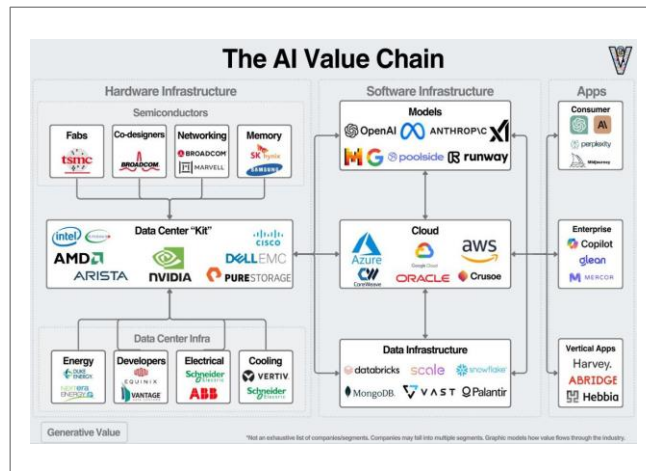 The AI Value Chain
Hardware Infrastructure
Semiconductors
Fabs
tsmc
Co-designers
BROADCOM
Networking
BROADCOM
MARVELL
Memory
SK hynix
SAMSUNG
Data Center "Kit"
intel
CISCO
AMD
DELLEMC
ARISTA
NVIDIA
PURESTORAGE
Data Center Infra
Energy
DUKE ENERGY
NEXTera ENERGY
Developers
EQUINIX
VANTAGE
Electrical
Schneider Electric
ABB
Cooling
VERTIV
Schneider Electric
Software Infrastructure
Models
OpenAI
ANTHROP\C
poolside
runway
Cloud
Azure
Google Cloud
aws
CoreWeave
ORACLE
Crusoe
Data Infrastructure
databricks
scale
snowflake
MongoDB.
VAST
Palantir
Apps
Consumer
perplexity
Midjourney
Enterprise
Copilot
glean
MERCOR
Vertical Apps
Harvey.
ABRIDGE
Hebbia
Generative Value
*Not an exhaustive list of companies/segments. Companies may fall into multiple segments. Graphic models how value flows through the industry.